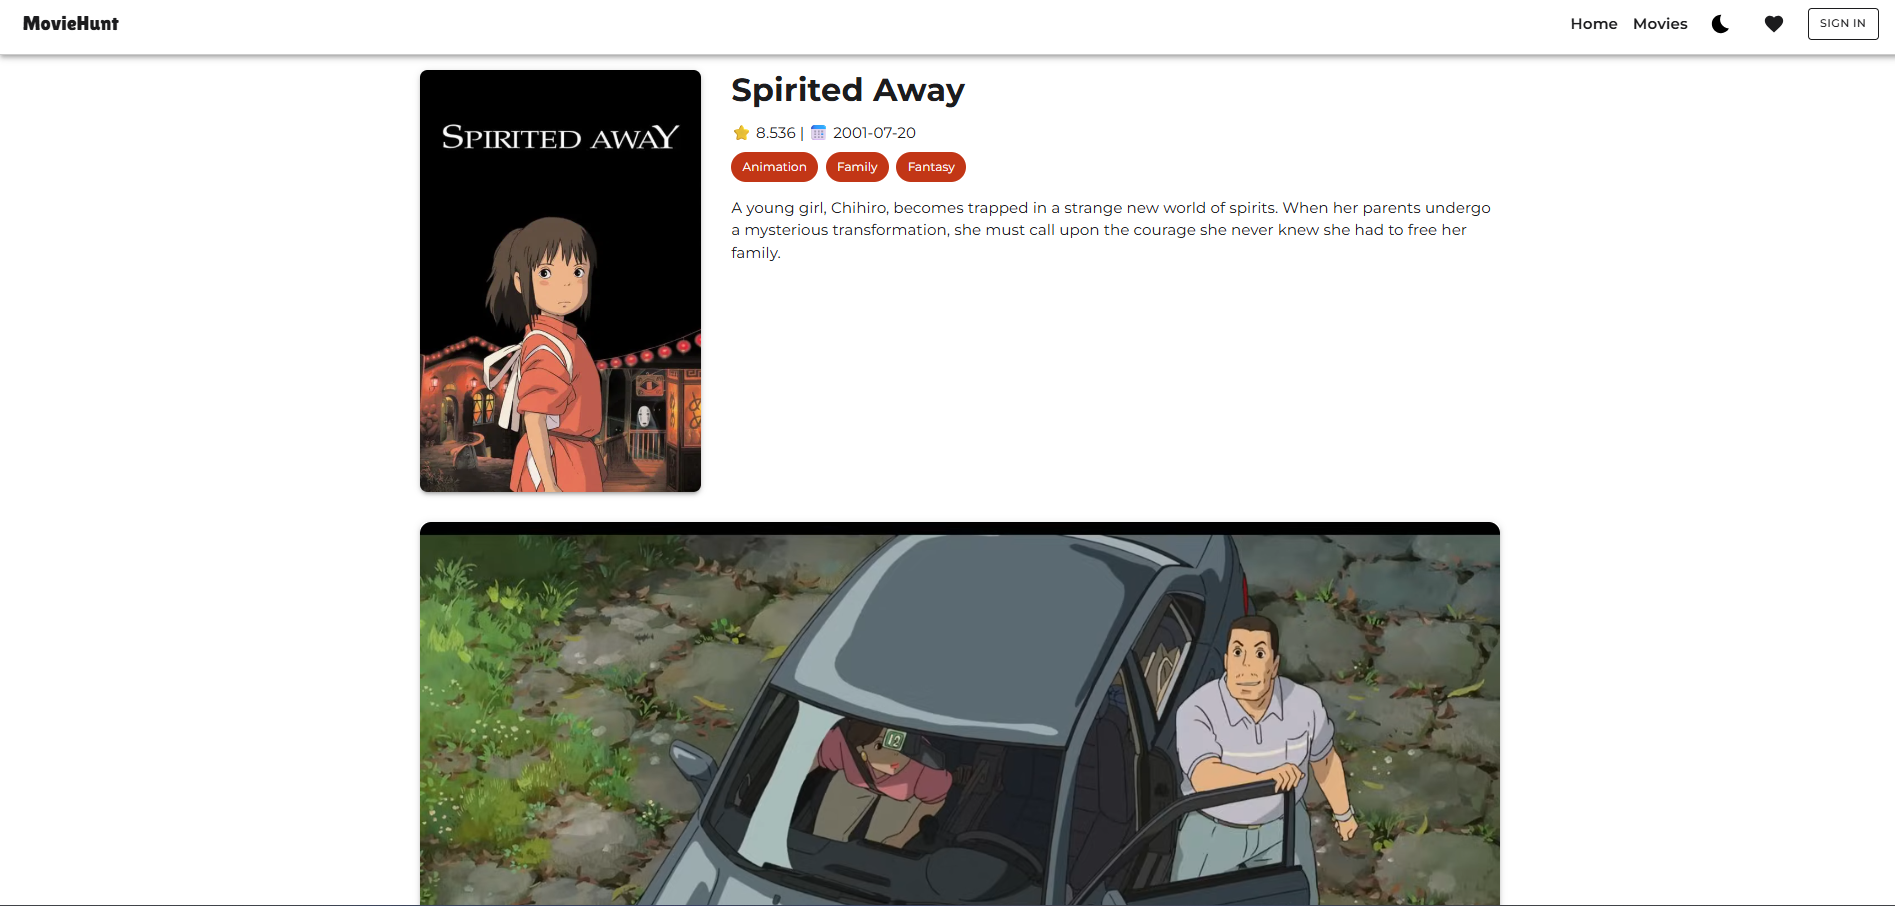 MovieHunt
Home Movies SIGN IN
SPIRITED AWAY
Spirited Away
8.536 | 2001-07-20
Animation Family Fantasy
A young girl, Chihiro, becomes trapped in a strange new world of spirits. When her parents undergo
a mysterious transformation, she must call upon the courage she never knew she had to free her
family.
12